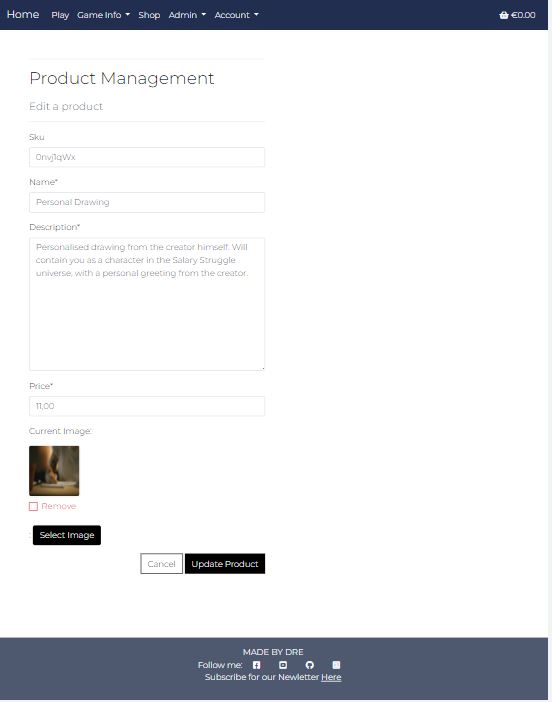 Home Play Game Info Shop Admin Account €0.00
Product Management
Edit a product
Sku
0nvj1qWx
Name*
Personal Drawing
Description*
Personalised drawing from the creator himself. Will
contain you as a character in the Salary Struggle
universe, with a personal greeting from the creator.
Price*
11,00
Current Image:
Remove
: Select Image
Cancel Update Product
MADE BY DRE
Follow me:
Subscribe for our Newletter Here